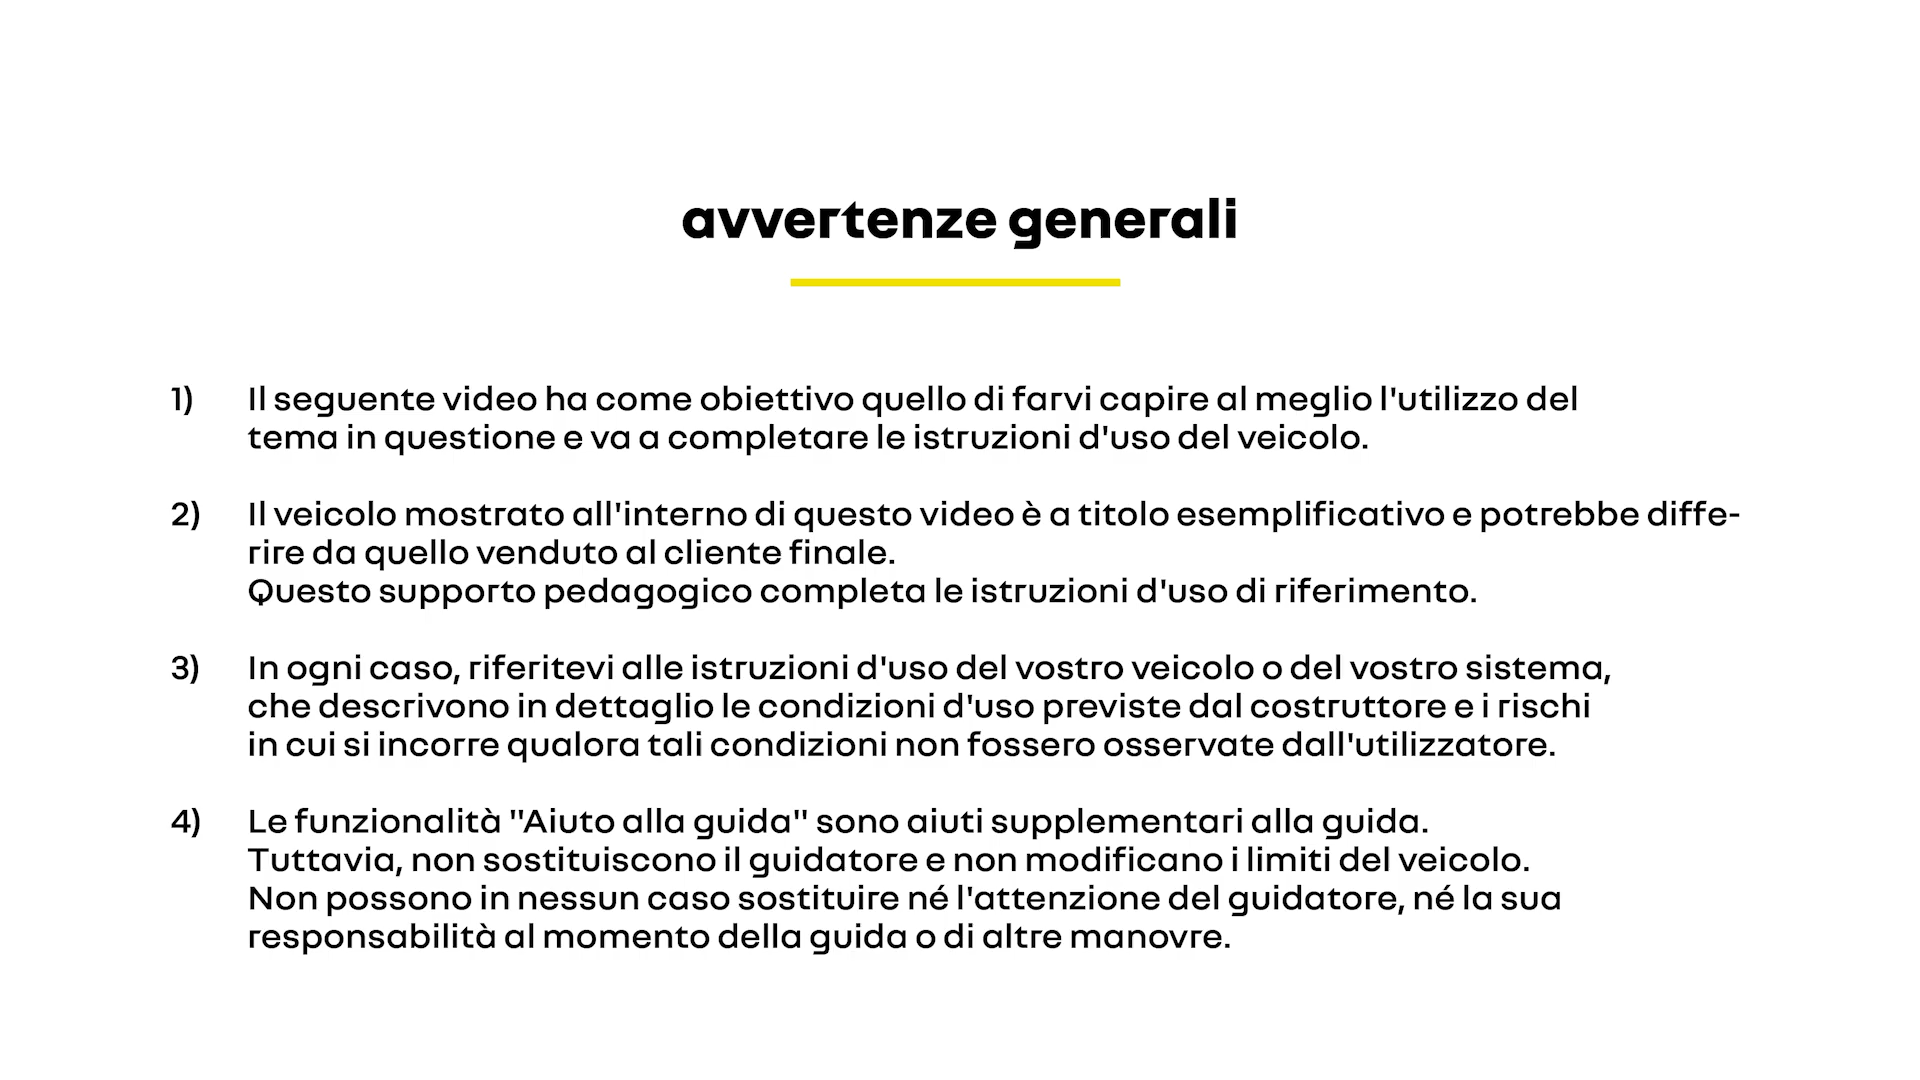 avvertenze generali
1) Il seguente video ha come obiettivo quello di farvi capire al meglio l'utilizzo del
tema in questione e va a completare le istruzioni d'uso del veicolo.
2) Il veicolo mostrato all'interno di questo video è a titolo esemplificativo e potrebbe diffe-
rire da quello venduto al cliente finale.
Questo supporto pedagogico completa le istruzioni d'uso di riferimento.
3) In ogni caso, riferitevi alle istruzioni d'uso del vostro veicolo o del vostro sistema,
che descrivono in dettaglio le condizioni d'uso previste dal costruttore e i rischi
in cui si incorre qualora tali condizioni non fossero osservate dall'utilizzatore.
4) Le funzionalità "Aiuto alla guida" sono aiuti supplementari alla guida.
Tuttavia, non sostituiscono il guidatore e non modificano i limiti del veicolo.
Non possono in nessun caso sostituire né l'attenzione del guidatore, né la sua
responsabilità al momento della guida o di altre manovre.